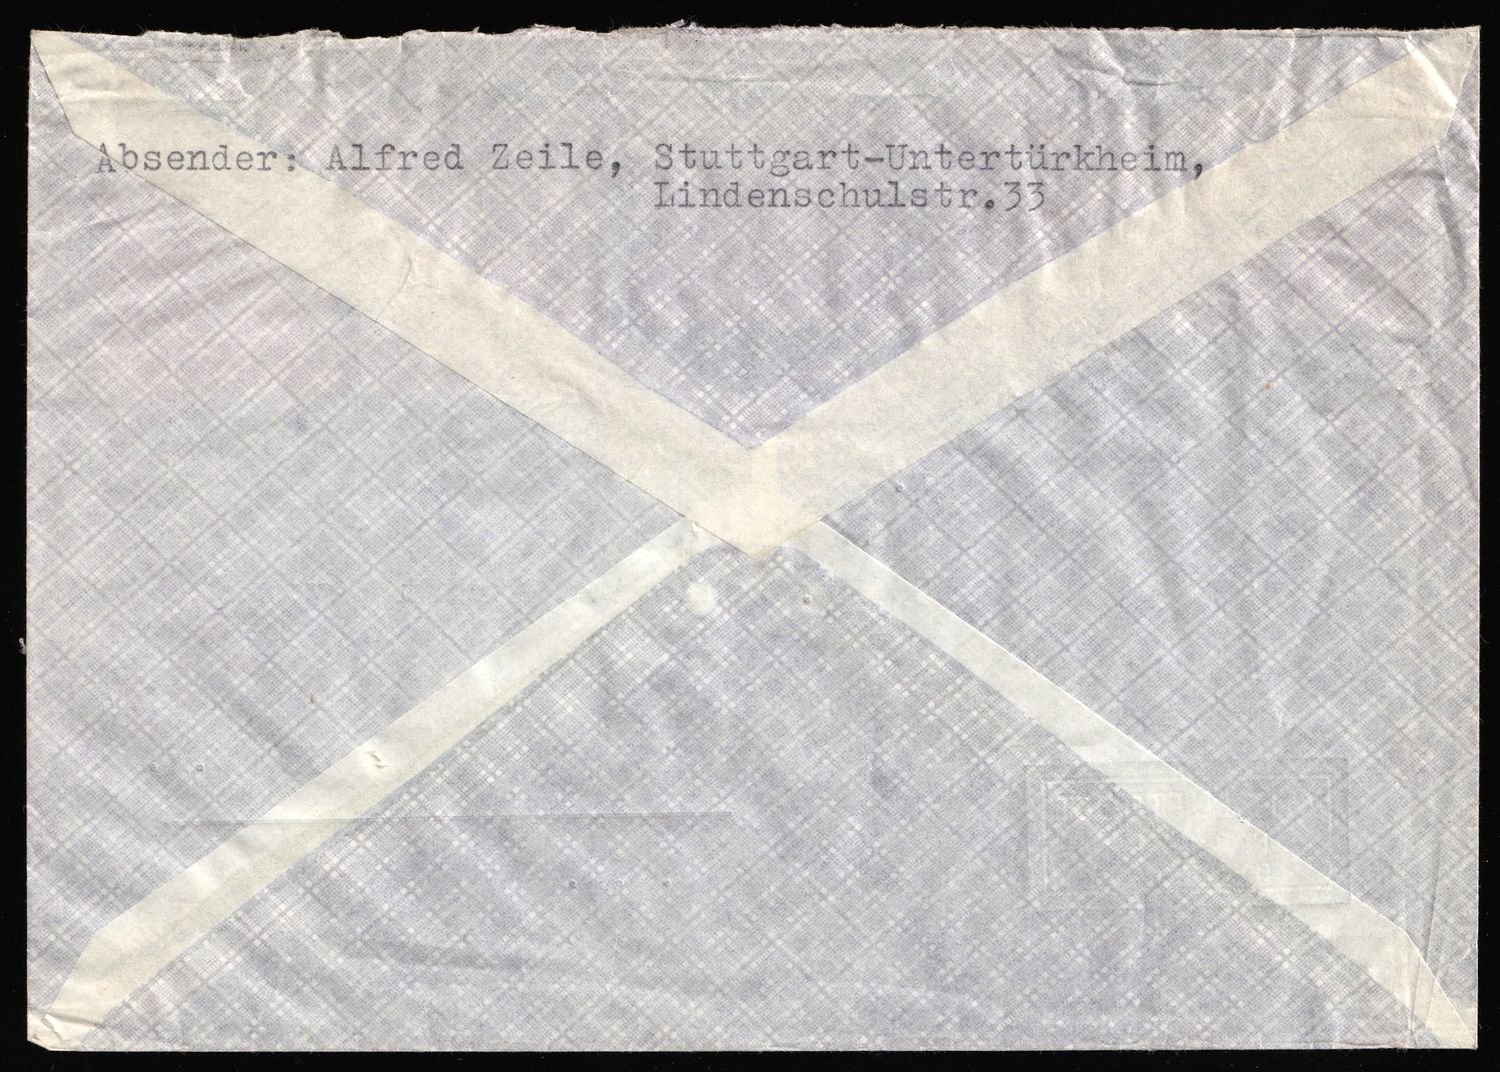 Absender: Alfred Zeile, Stuttgart-Untertürkheim,
Lindenschulstr.33